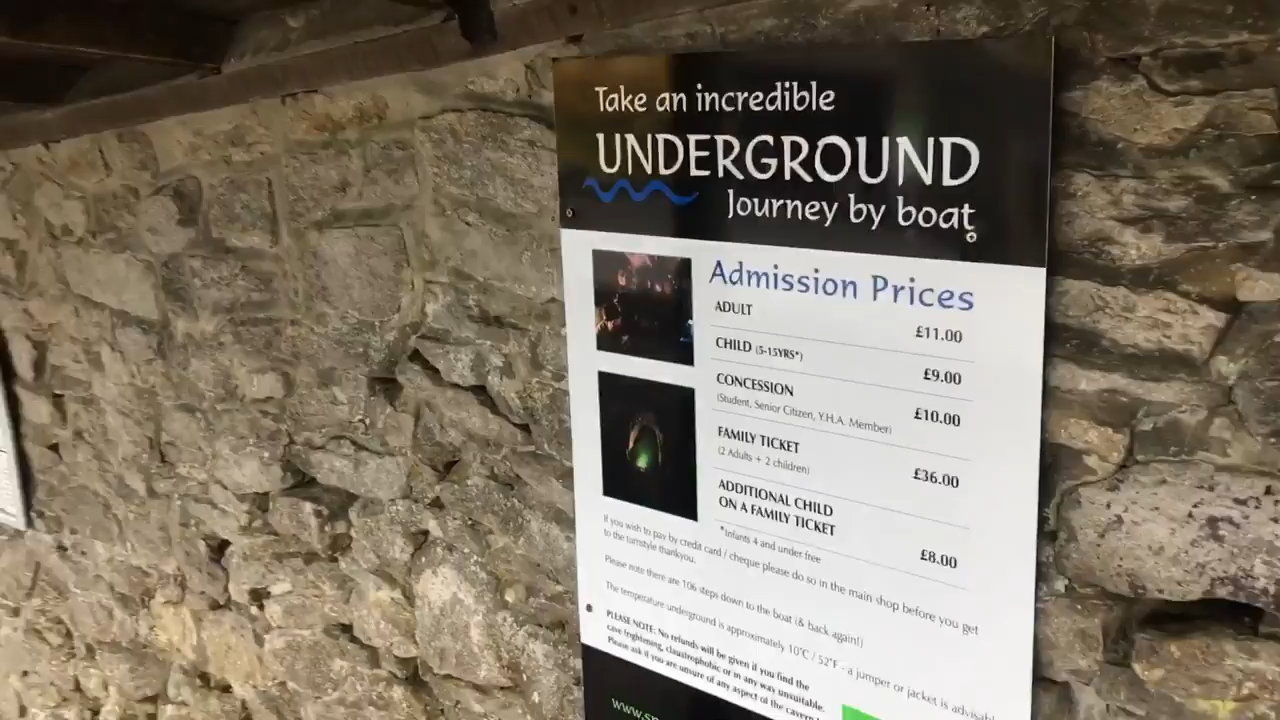 Take an incredible
UNDERGROUND
Journey by boat
Admission Prices
ADULT £11.00
CHILD (5-15YRS*) £9.00
CONCESSION £10.00
(Student, Senior Citizen, Y.H.A. Member)
FAMILY TICKET £36.00
(2 Adults + 2 children)
ADDITIONAL CHILD
ON A FAMILY TICKET £8.00
*Infants 4 and under free
If you wish to pay by credit card / cheque please do so in the main shop before you get
to the turnstyle thankyou.
Please note there are 106 steps down to the boat (& back again!)
The temperature underground is approximately 10°C / 52°F - a jumper or jacket is advisabl
PLEASE NOTE: No refunds will be given if you find the
cave frightening, claustrophobic or in any way unsuitable.
Please ask if you are unsure of any aspect of the cavern
www.sp